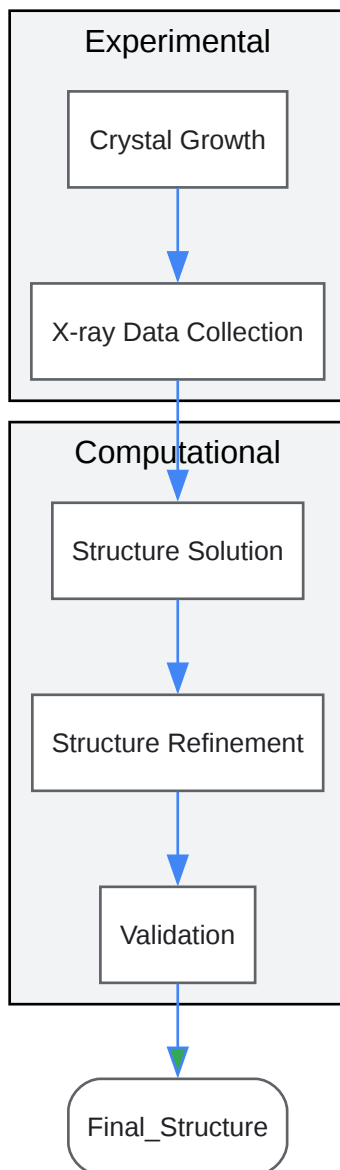 Experimental
Crystal Growth
X-ray Data Collection
Computational
Structure Solution
Structure Refinement
Validation
Final_Structure